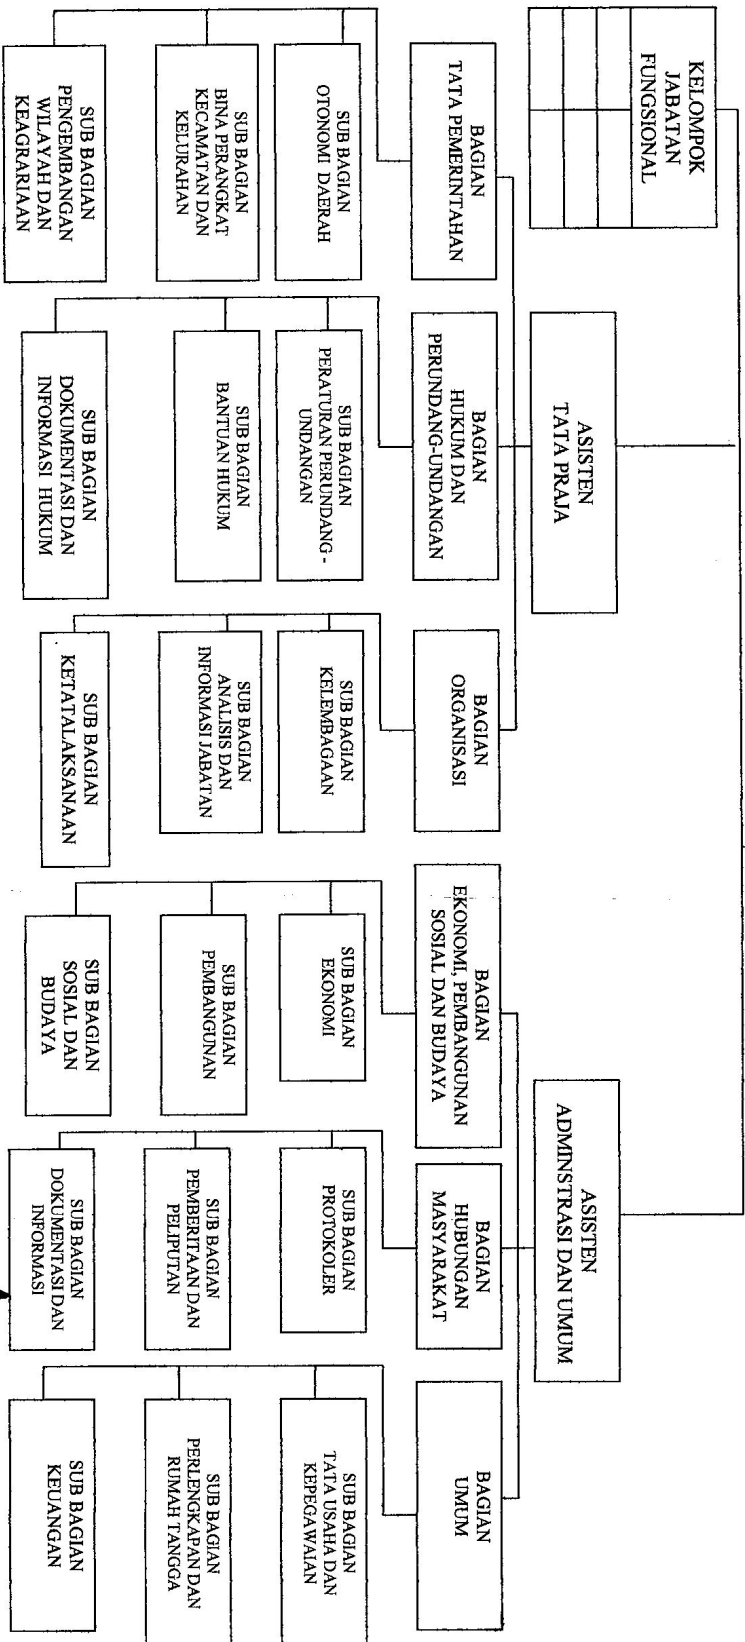 KELOMPOK
JABATAN
FUNGSIONAL
ASISTEN
TATA PRAJA
ASISTEN
ADMINSTRASI DAN UMUM
BAGIAN
TATA PEMERINTAHAN
BAGIAN
HUKUM DAN
PERUNDANG-UNDANGAN
BAGIAN
ORGANISASI
BAGIAN
EKONOMI, PEMBANGUNAN
SOSIAL DAN BUDAYA
BAGIAN
HUBUNGAN
MASYARAKAT
BAGIAN
UMUM
SUB BAGIAN
OTONOMI DAERAH
SUB BAGIAN
PERATURAN PERUNDANG -
UNDANGAN
SUB BAGIAN
KELEMBAGAAN
SUB BAGIAN
EKONOMI
SUB BAGIAN
PROTOKOLER
SUB BAGIAN
TATA USAHA DAN
KEPEGAWAIAN
SUB BAGIAN
BINA PERANGKAT
KECAMATAN DAN
KELURAHAN
SUB BAGIAN
BANTUAN HUKUM
SUB BAGIAN
ANALISIS DAN
INFORMASI JABATAN
SUB BAGIAN
PEMBANGUNAN
SUB BAGIAN
PEMBERITAAN DAN
PELIPUTAN
SUB BAGIAN
PERLENGKAPAN DAN
RUMAH TANGGA
SUB BAGIAN
PENGEMBANGAN
WILAYAH DAN
KEAGRARIAAN
SUB BAGIAN
DOKUMENTASI DAN
INFORMASI HUKUM
SUB BAGIAN
KETATALAKSANAAN
SUB BAGIAN
SOSIAL DAN
BUDAYA
SUB BAGIAN
DOKUMENTASI DAN
INFORMASI
SUB BAGIAN
KEUANGAN